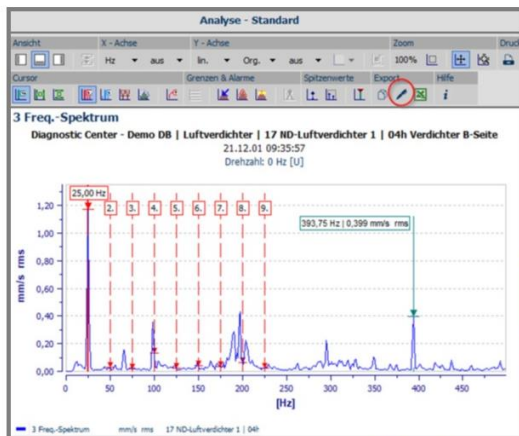 Analyse - Standard
Ansicht
X - Achse
Y - Achse
Zoom
Druc
Hz
aus
lin.
Org.
aus
100%
Cursor
Grenzen & Alarme
Spitzenwerte
Export
Hilfe
i
3 Freq.-Spektrum
Diagnostic Center - Demo DB | Luftverdichter | 17 ND-Luftverdichter 1 | 04h Verdichter B-Seite
21.12.01 09:35:57
Drehzahl: 0 Hz [U]
25,00 Hz
2.
3.
4.
5.
6.
7.
8.
9.
393,75 Hz | 0,399 mm/s rms
1,20
1,00
0,80
0,60
0,40
0,20
0,00
mm/s rms
0
50
100
150
200
250
300
350
400
450
[Hz]
3 Freq.-Spektrum mm/s rms 17 ND-Luftverdichter 1 | 04h